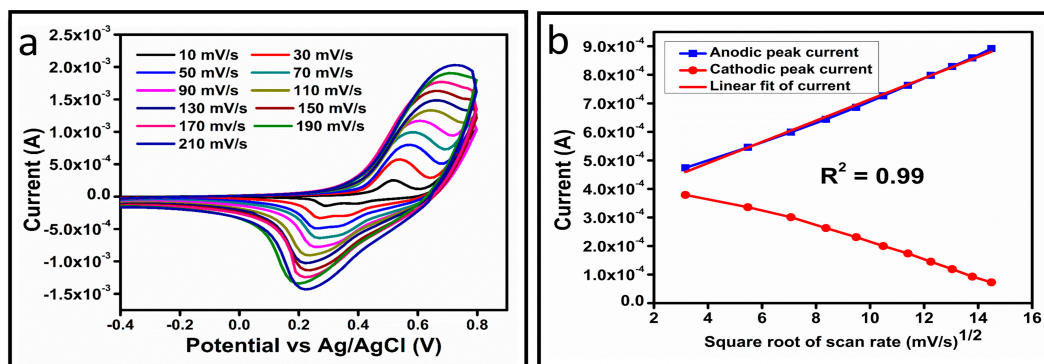 a
2.5x10⁻³
2.0x10⁻³
1.5x10⁻³
1.0x10⁻³
5.0x10⁻⁴
0.0
-5.0x10⁻⁴
-1.0x10⁻³
-1.5x10⁻³
Current (A)
10 mV/s 30 mV/s
50 mV/s 70 mV/s
90 mV/s 110 mV/s
130 mV/s 150 mV/s
170 mv/s 190 mV/s
210 mV/s
-0.4 -0.2 0.0 0.2 0.4 0.6 0.8
Potential vs Ag/AgCl (V)
b
9.0x10⁻⁴
8.0x10⁻⁴
6.0x10⁻⁴
5.0x10⁻⁴
4.0x10⁻⁴
3.0x10⁻⁴
2.0x10⁻⁴
1.0x10⁻⁴
0.0
Current (A)
Anodic peak current
Cathodic peak current
Linear fit of current
R² = 0.99
2 4 6 8 10 12 14 16
Square root of scan rate (mV/s)^1/2